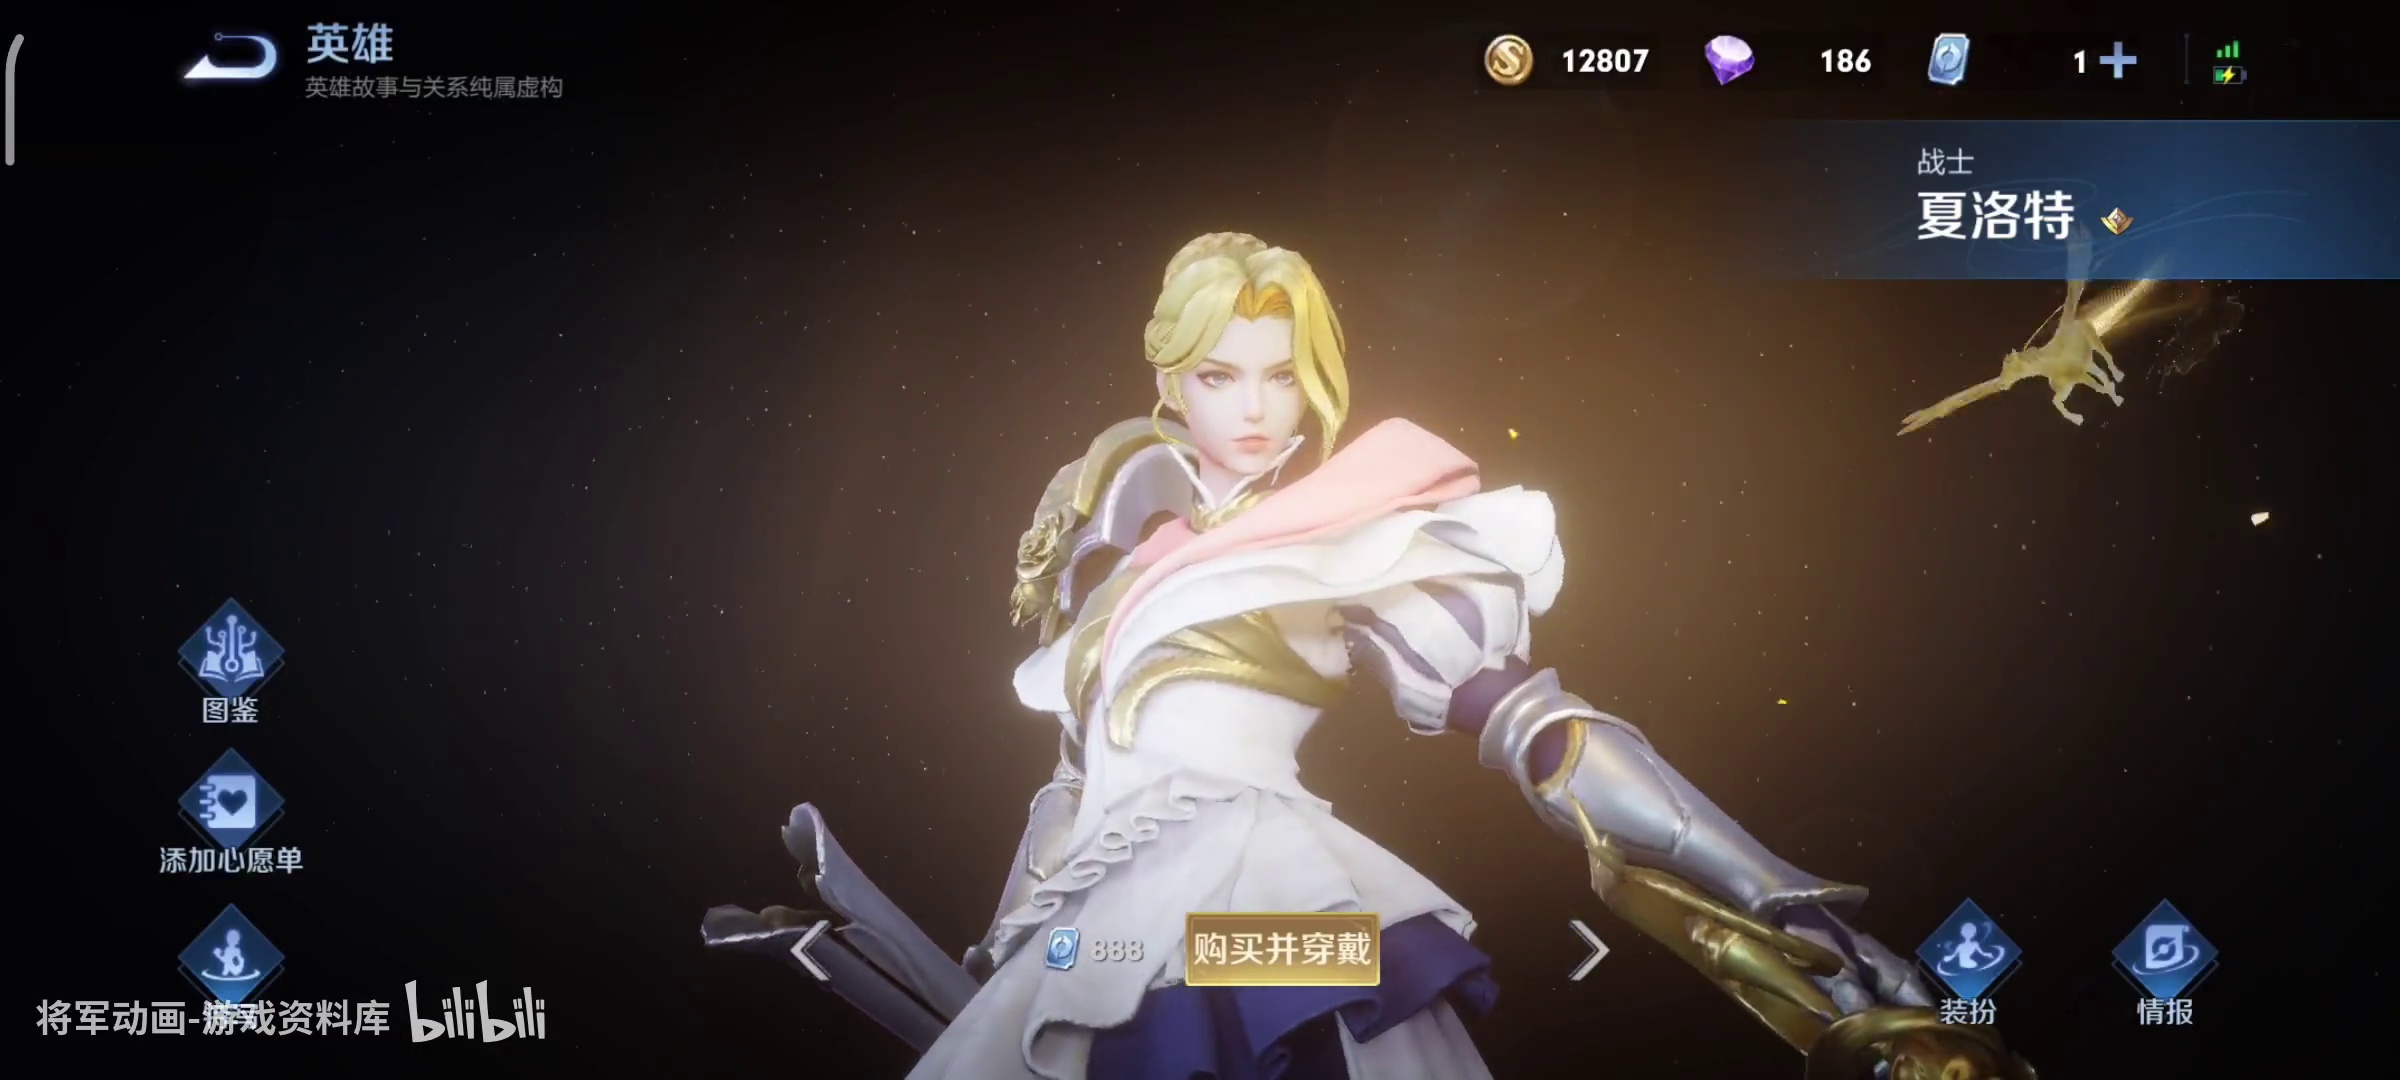 英雄
英雄故事与关系纯属虚构
12807
186
1
战士
夏洛特
图鉴
添加心愿单
888
购买并穿戴
装扮
情报
将军动画-游戏资料库 bilibili